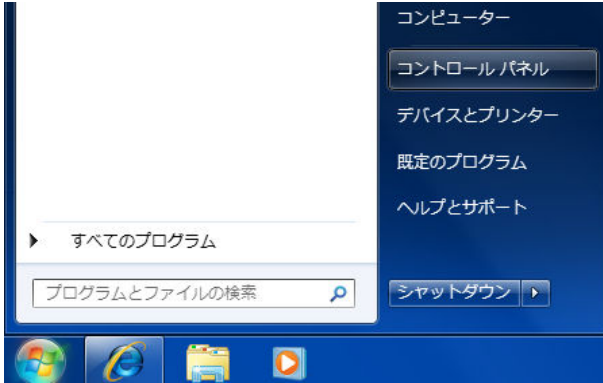 コンピューター
コントロール パネル
デバイスとプリンター
既定のプログラム
ヘルプとサポート
すべてのプログラム
プログラムとファイルの検索
シャットダウン